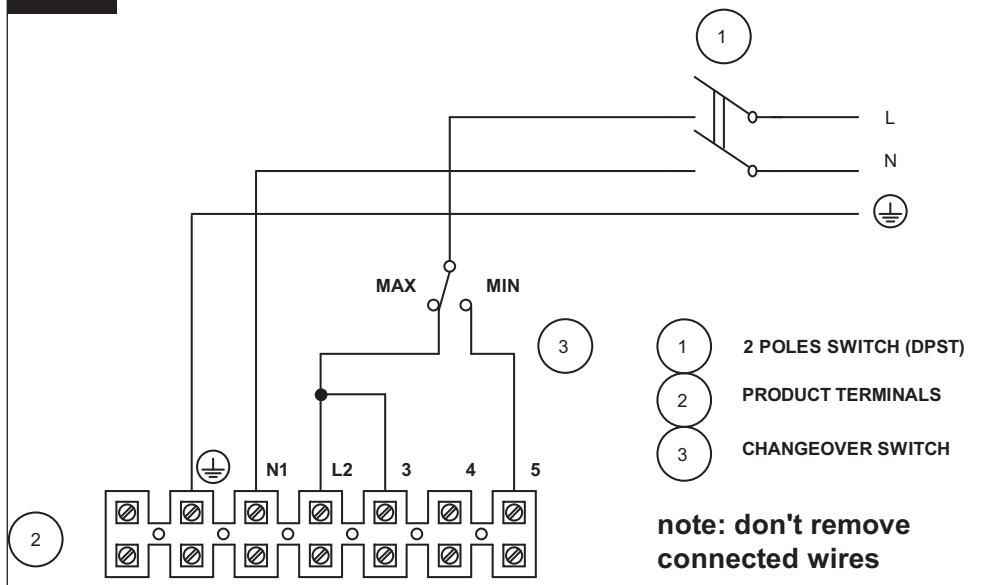 1
L
N
MAX MIN
3
1 2 POLES SWITCH (DPST)
2 PRODUCT TERMINALS
3 CHANGEOVER SWITCH
N1 L2 3 4 5
2
note: don't remove
connected wires